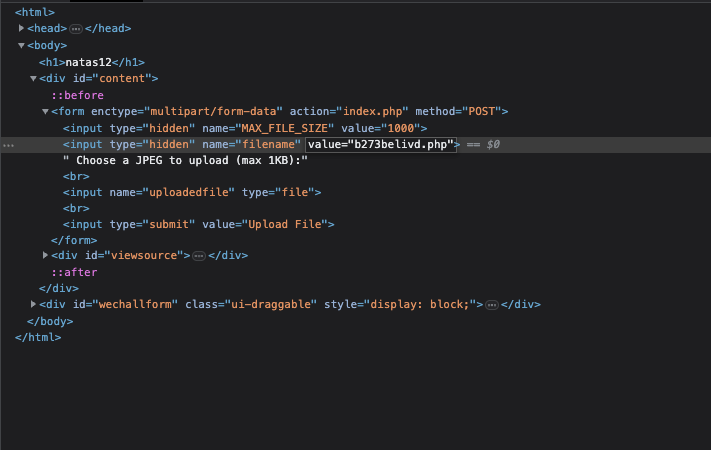 <html>
<head> … </head>
<body>
<h1>natas12</h1>
<div id="content">
::before
<form enctype="multipart/form-data" action="index.php" method="POST">
<input type="hidden" name="MAX_FILE_SIZE" value="1000">
… <input type="hidden" name="filename" value="b273belivd.php"> == $0
" Choose a JPEG to upload (max 1KB):"
<br>
<input name="uploadedfile" type="file">
<br>
<input type="submit" value="Upload File">
</form>
<div id="viewsource"> … </div>
::after
</div>
<div id="wechallform" class="ui-draggable" style="display: block;"> … </div>
</body>
</html>